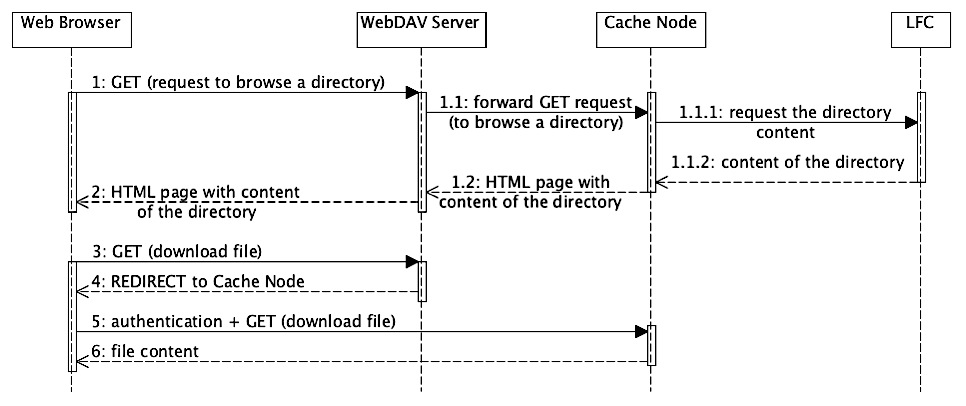 Web Browser
WebDAV Server
Cache Node
LFC
1: GET (request to browse a directory)
1.1: forward GET request
(to browse a directory)
1.1.1: request the directory
content
1.1.2: content of the directory
1.2: HTML page with
content of the directory
2: HTML page with content
of the directory
3: GET (download file)
4: REDIRECT to Cache Node
5: authentication + GET (download file)
6: file content